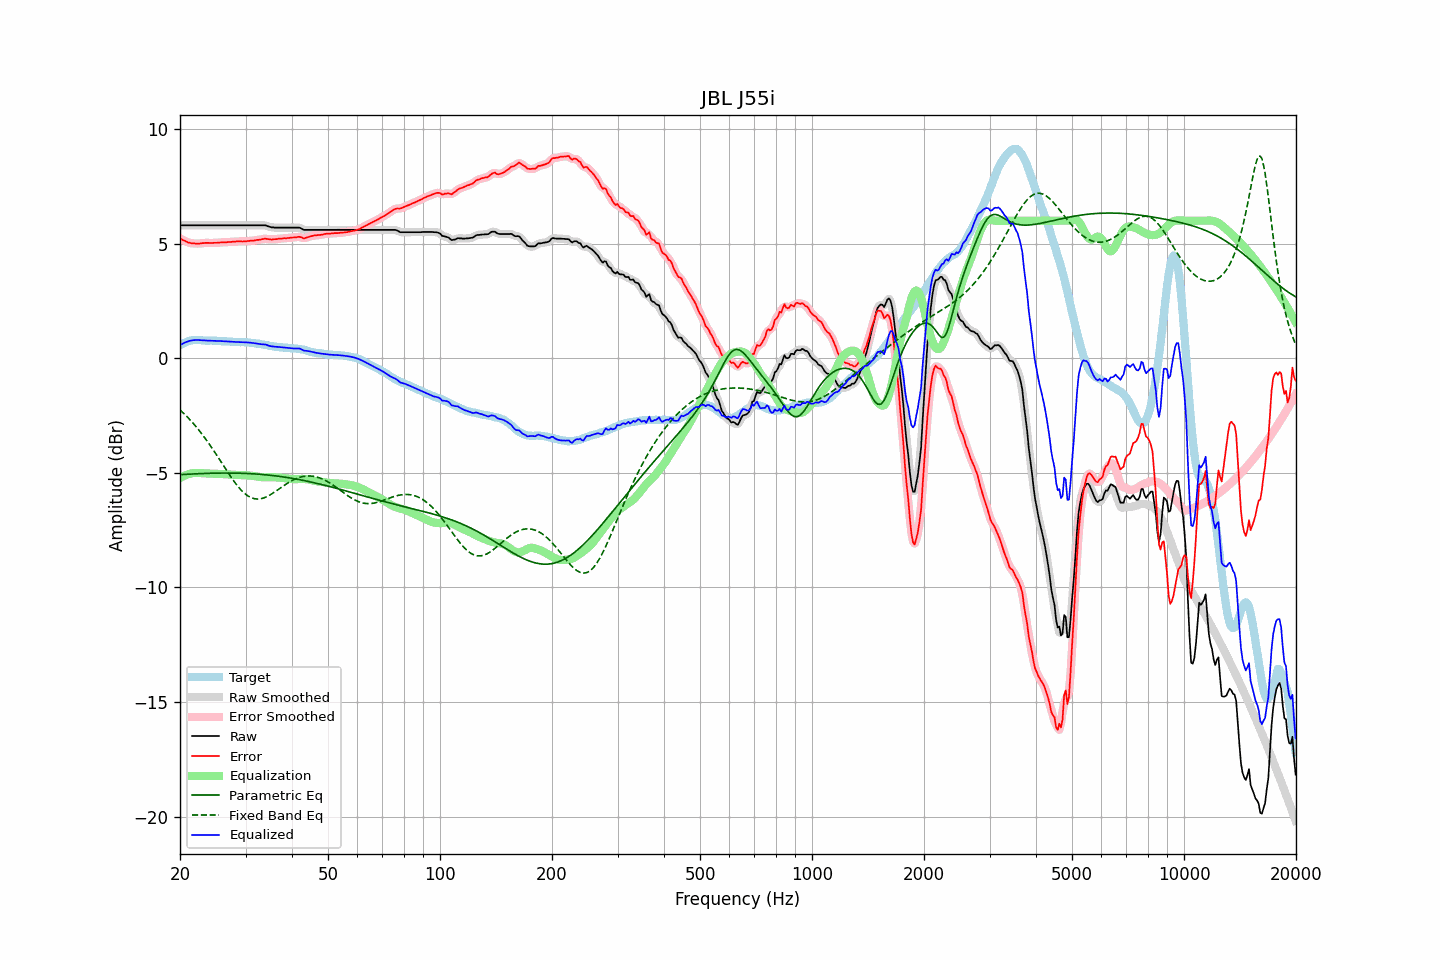 JBL J55i
Amplitude (dBr)
10
5
0
−5
−10
−15
−20
Target
Raw Smoothed
Error Smoothed
Raw
Error
Equalization
Parametric Eq
Fixed Band Eq
Equalized
20 50 100 200 500 1000 2000 5000 10000 20000
Frequency (Hz)